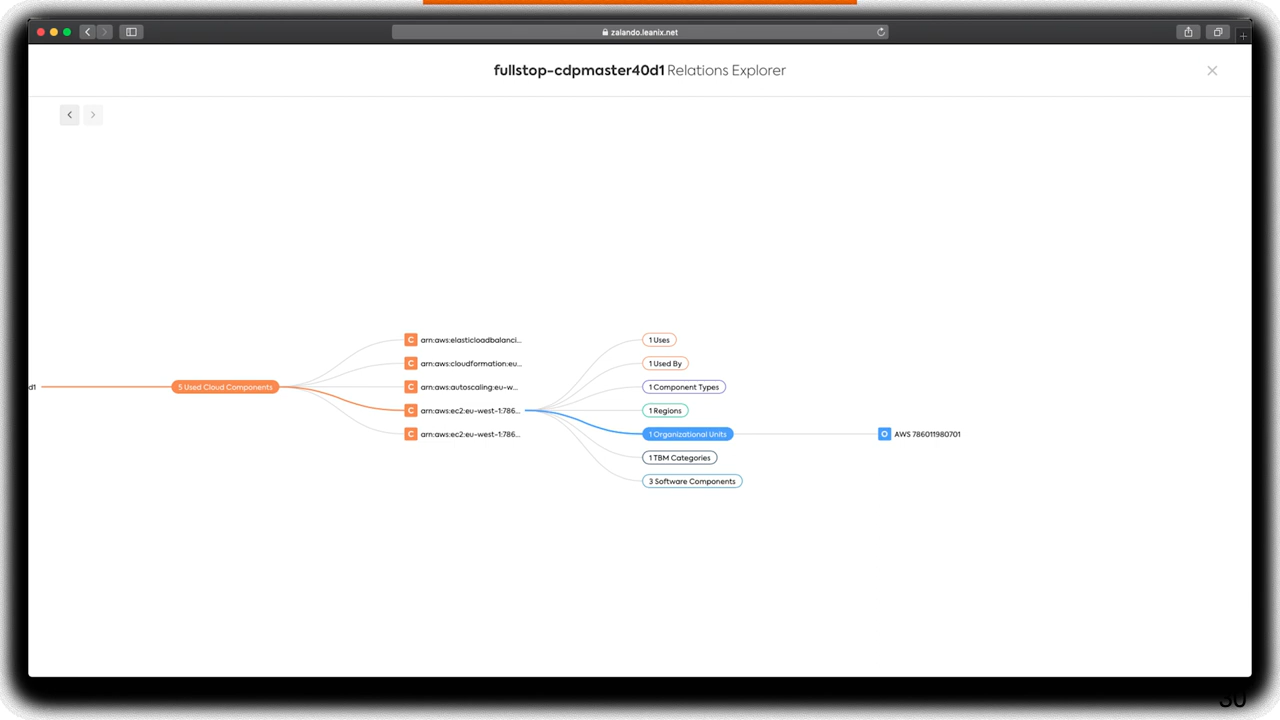 zalando.leanix.net
fullstop-cdpmaster40d1 Relations Explorer
d1
5 Used Cloud Components
C arn:aws:elasticloadbalanci...
C arn:aws:cloudformation:eu...
C arn:aws:autoscaling:eu-w...
C arn:aws:ec2:eu-west-1:786...
C arn:aws:ec2:eu-west-1:786...
1 Uses
1 Used By
1 Component Types
1 Regions
1 Organizational Units
1 TBM Categories
3 Software Components
O AWS 786011980701
30